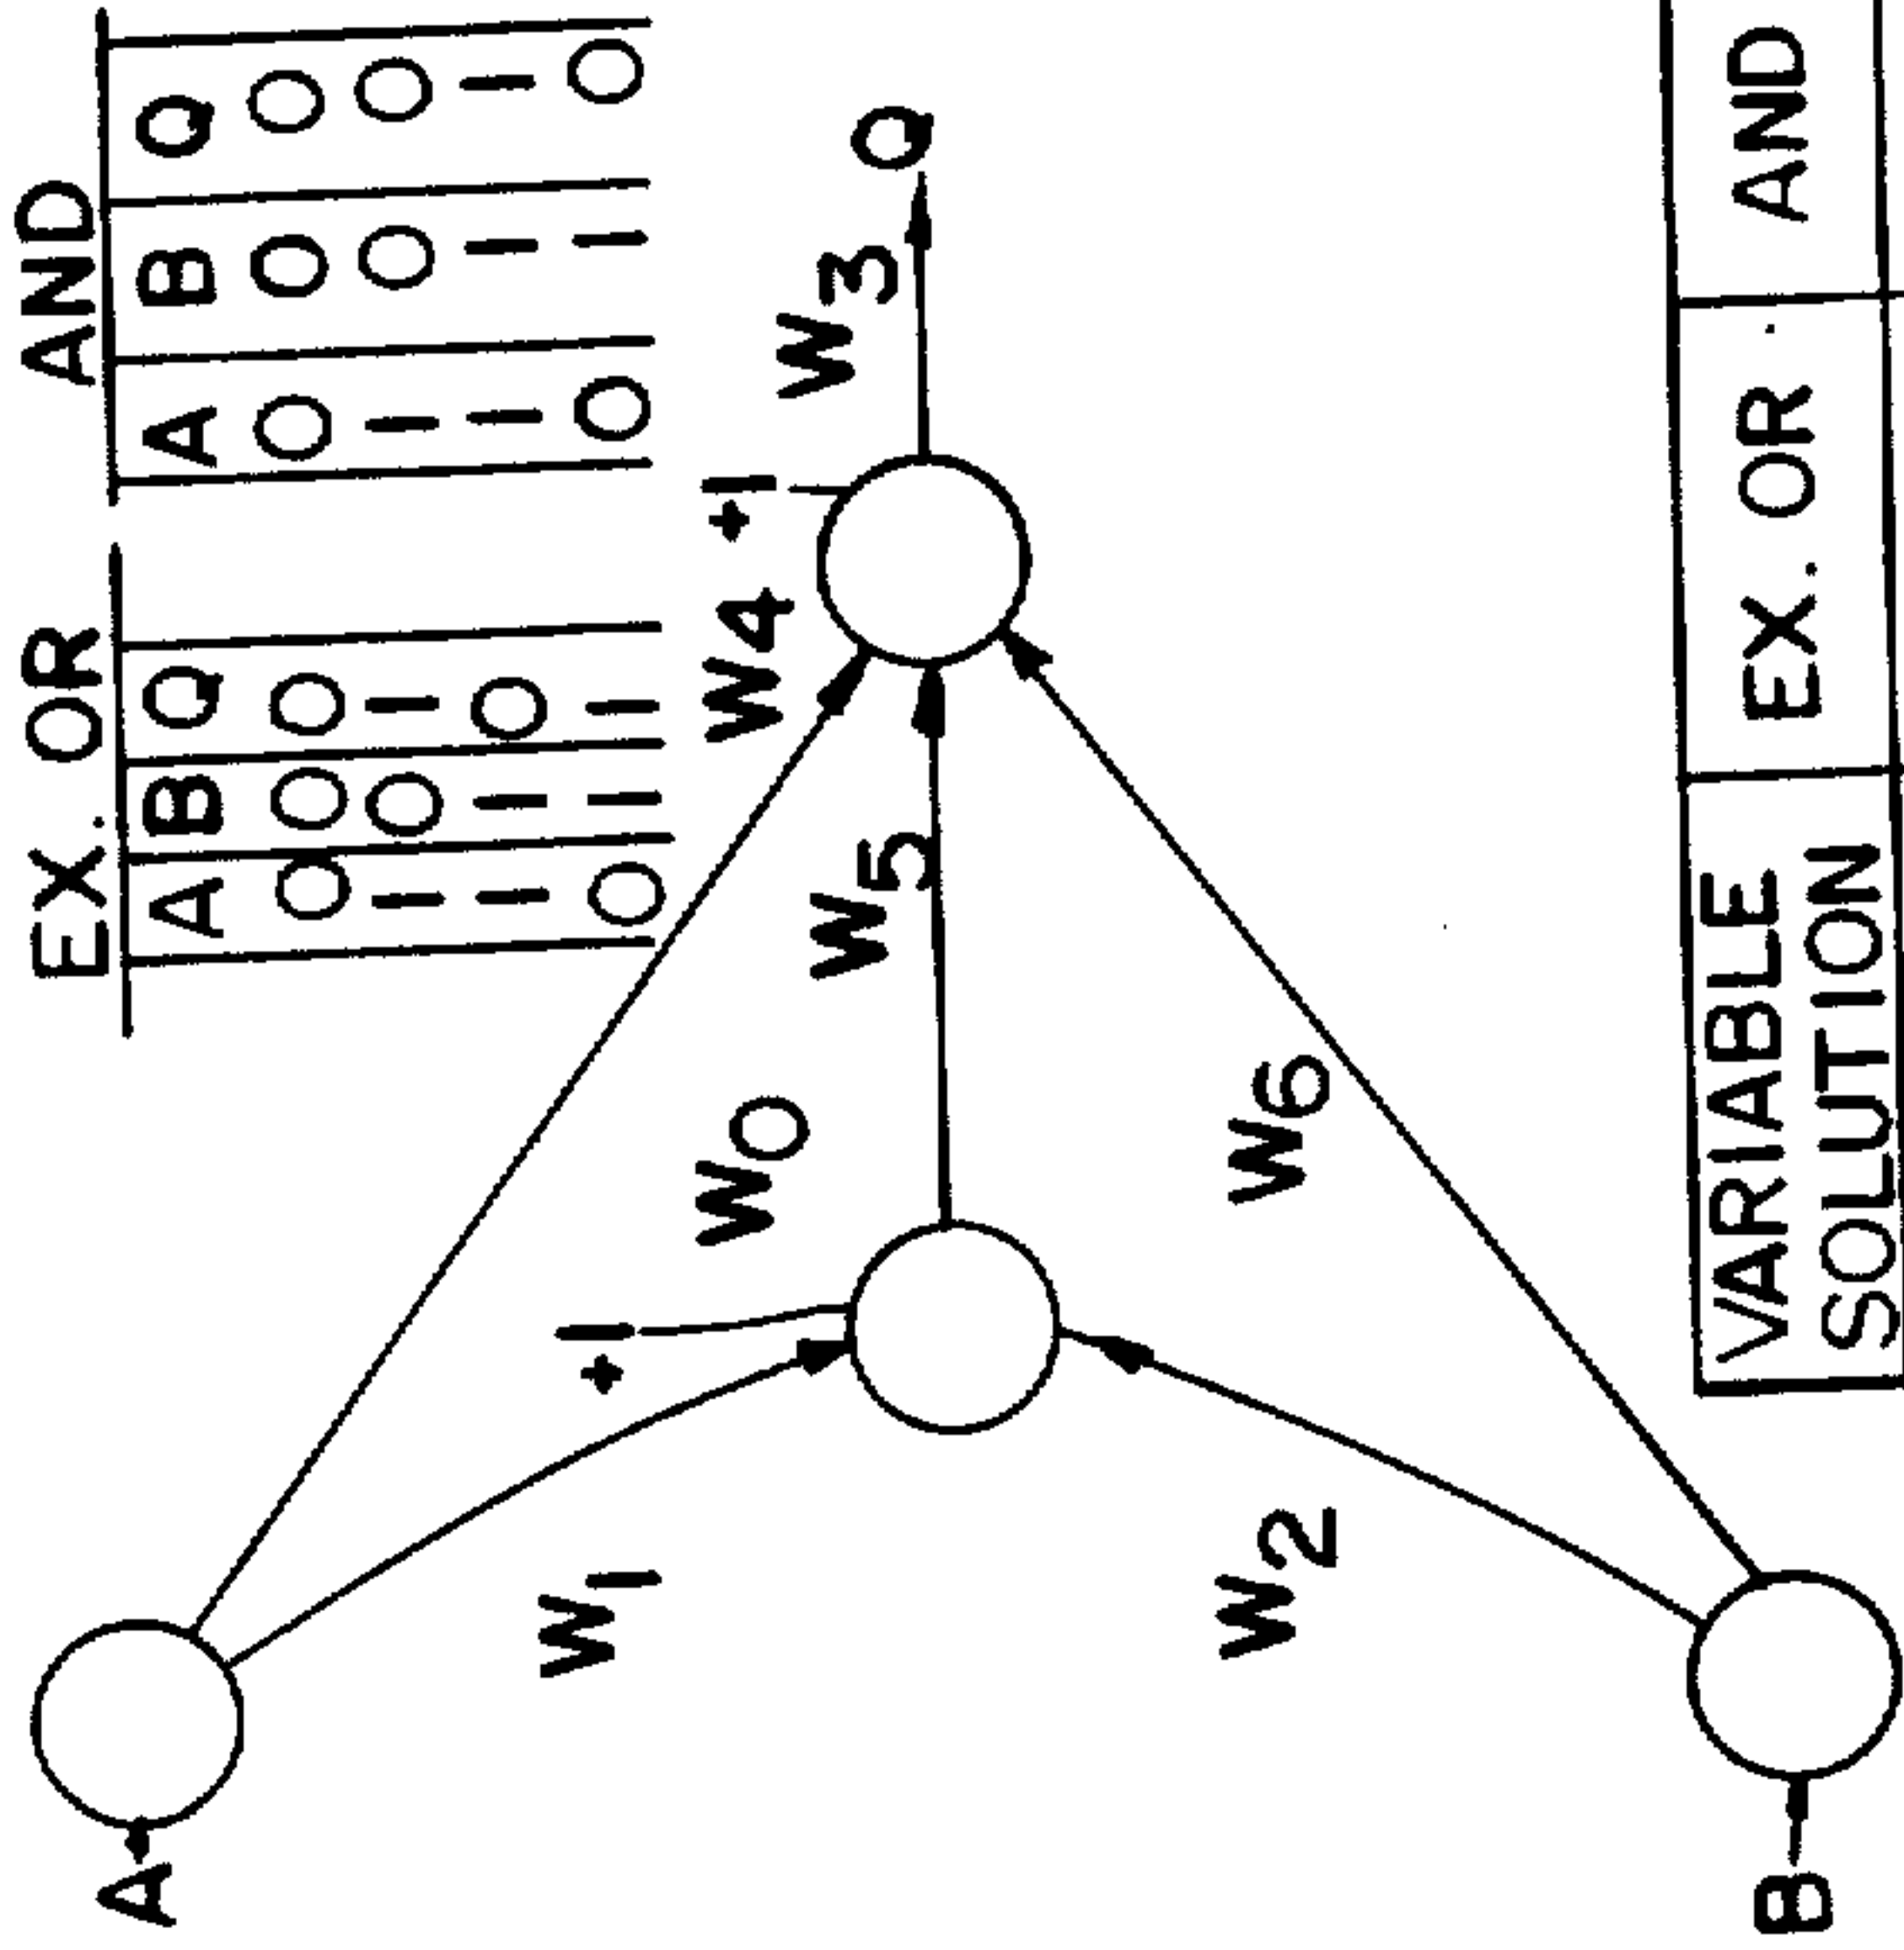 EX. OR AND
A
A B Q A B Q
0 0 0 0 0 0
1 0 1 1 0 0
1 1 0 1 1 1
0 1 1 0 1 0
W1 +1
W0 W4 +1
W5 W3 Q
W2 W6
B
VARIABLE SOLUTION EX. OR AND